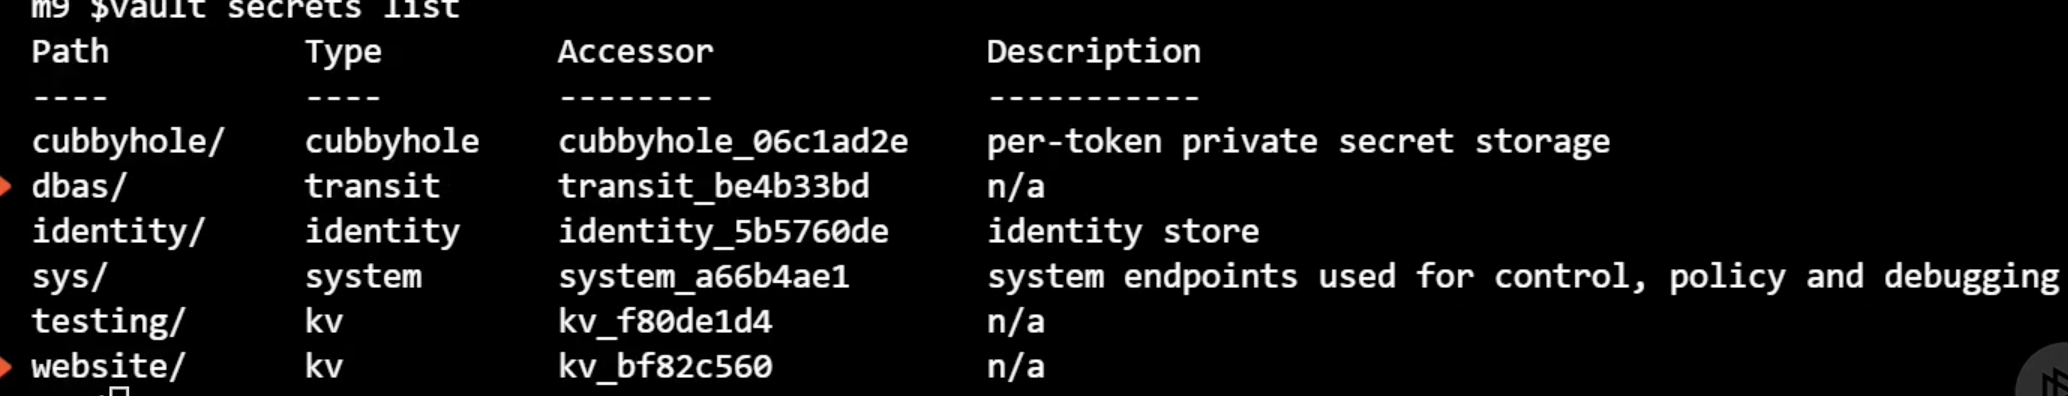 m9 $vault secrets list
Path Type Accessor Description
---- ---- -------- -----------
cubbyhole/ cubbyhole cubbyhole_06c1ad2e per-token private secret storage
dbas/ transit transit_be4b33bd n/a
identity/ identity identity_5b5760de identity store
sys/ system system_a66b4ae1 system endpoints used for control, policy and debugging
testing/ kv kv_f80de1d4 n/a
website/ kv kv_bf82c560 n/a